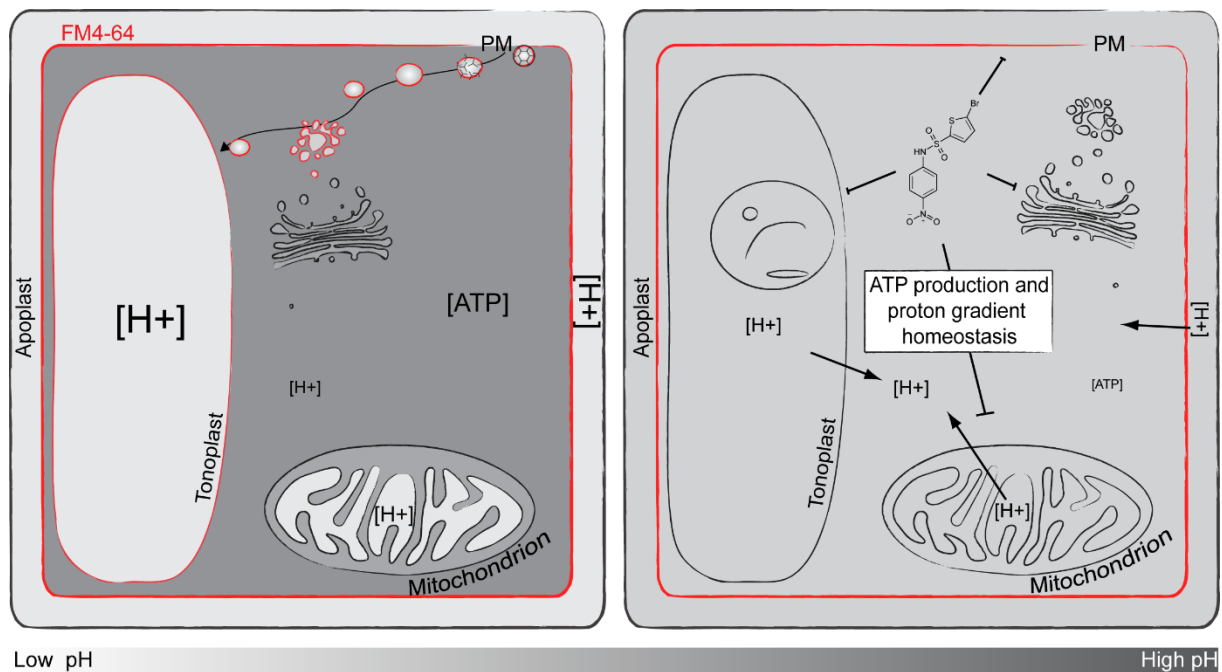 FM4-64
PM
Apoplast
[H+]
[ATP]
[H+]
[H+]
Tonoplast
[H+]
Mitochondrion
PM
Br
S
O
S
O
HN
N
+
O
-
O
Apoplast
[H+]
ATP production and
proton gradient
homeostasis
[H+]
[H+]
[ATP]
Tonoplast
[H+]
Mitochondrion
Low pH
High pH